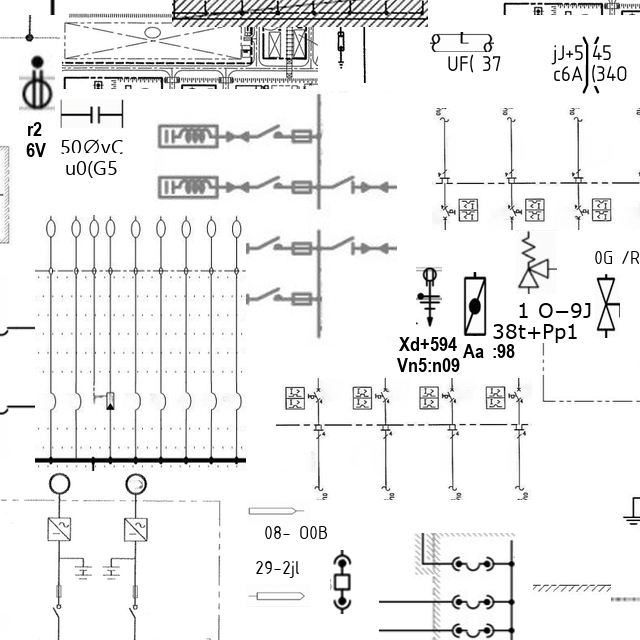 UF( 37
jJ+5 45
c6A (340
r2
6V
50ØvC
u0(G5
0G /R
1 O−9J
38t+Pp1
Xd+594
Vn5:n09
Aa :98
08- 00B
29-2jl